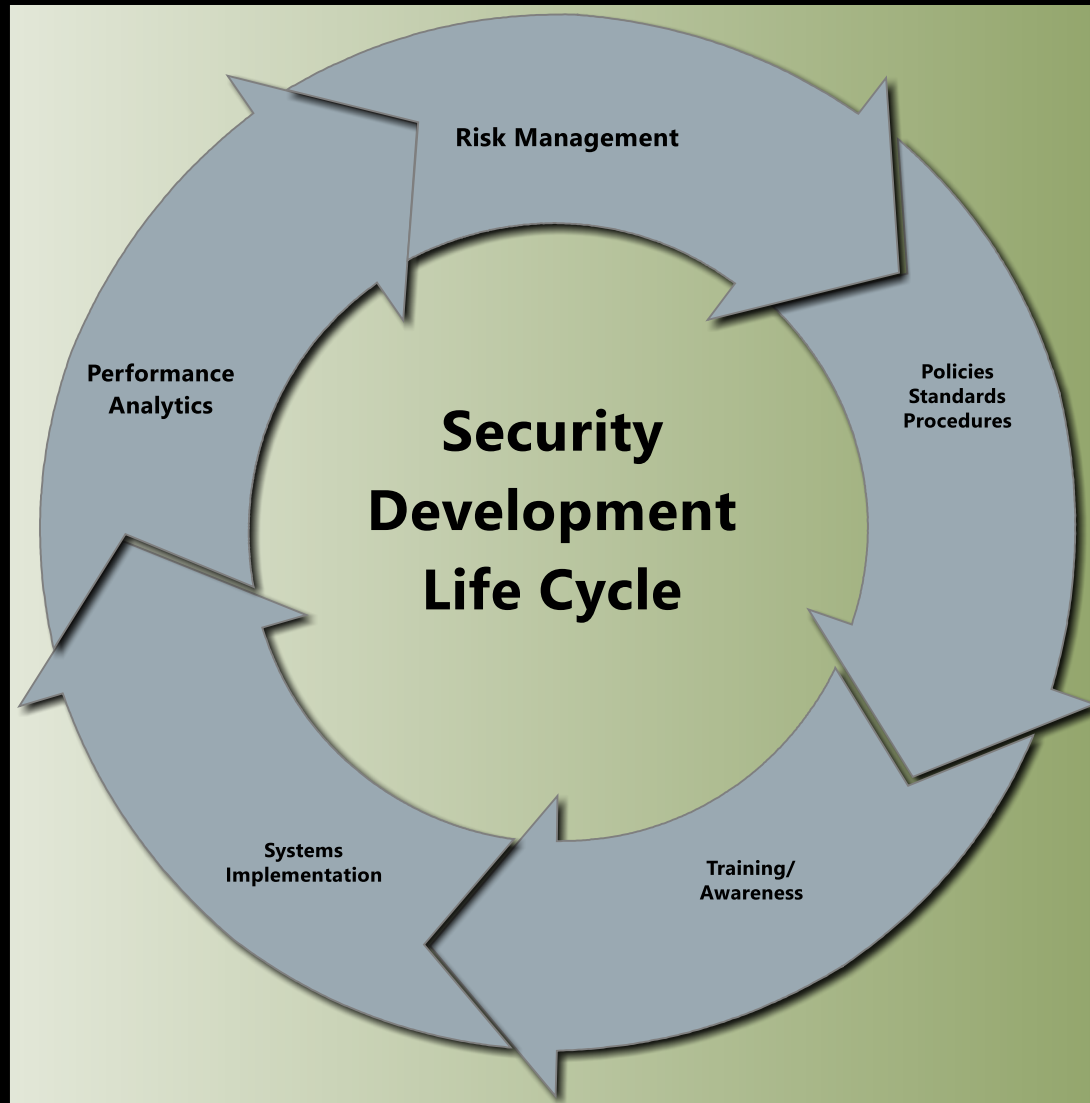 Risk Management
Policies
Standards
Procedures
Training/
Awareness
Systems
Implementation
Performance
Analytics
Security
Development
Life Cycle